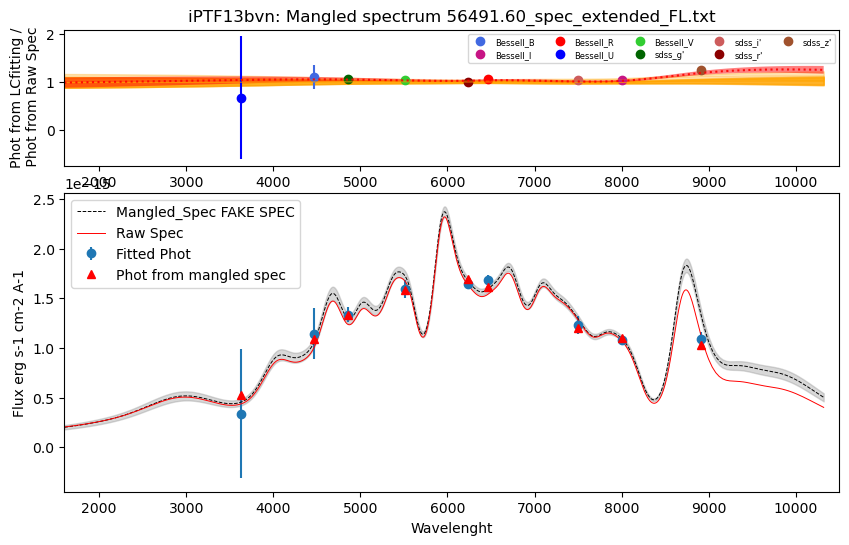 iPTF13bvn: Mangled spectrum 56491.60_spec_extended_FL.txt
Phot from LCfitting /
Phot from Raw Spec
2
1
0
Bessell_B
Bessell_I
Bessell_R
Bessell_U
Bessell_V
sdss_g'
sdss_i'
sdss_r'
sdss_z'
2000 3000 4000 5000 6000 7000 8000 9000 10000
1e−15
Flux erg s-1 cm-2 A-1
2.5
2.0
1.5
1.0
0.5
0.0
Mangled_Spec FAKE SPEC
Raw Spec
Fitted Phot
Phot from mangled spec
2000 3000 4000 5000 6000 7000 8000 9000 10000
Wavelenght